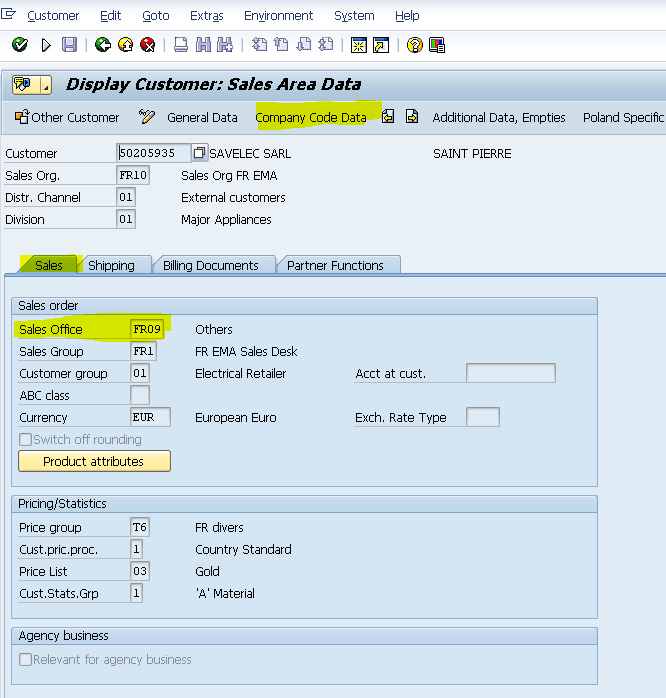 Customer Edit Goto Extras Environment System Help
Display Customer: Sales Area Data
Other Customer General Data Company Code Data Additional Data, Empties Poland Specific
Customer 50205935 SAVELEC SARL SAINT PIERRE
Sales Org. FR10 Sales Org FR EMA
Distr. Channel 01 External customers
Division 01 Major Appliances
Sales Shipping Billing Documents Partner Functions
Sales order
Sales Office FR09 Others
Sales Group FR1 FR EMA Sales Desk
Customer group 01 Electrical Retailer Acct at cust.
ABC class
Currency EUR European Euro Exch. Rate Type
Switch off rounding
Product attributes
Pricing/Statistics
Price group T6 FR divers
Cust.pric.proc. 1 Country Standard
Price List 03 Gold
Cust.Stats.Grp 1 'A' Material
Agency business
Relevant for agency business